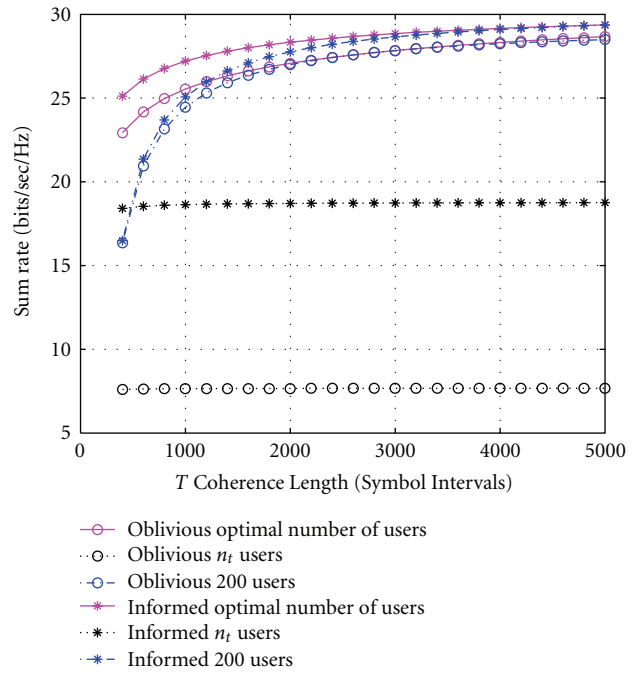 30
25
20
15
10
5
Sum rate (bits/sec/Hz)
0 1000 2000 3000 4000 5000
T Coherence Length (Symbol Intervals)
Oblivious optimal number of users
Oblivious nt users
Oblivious 200 users
Informed optimal number of users
Informed nt users
Informed 200 users